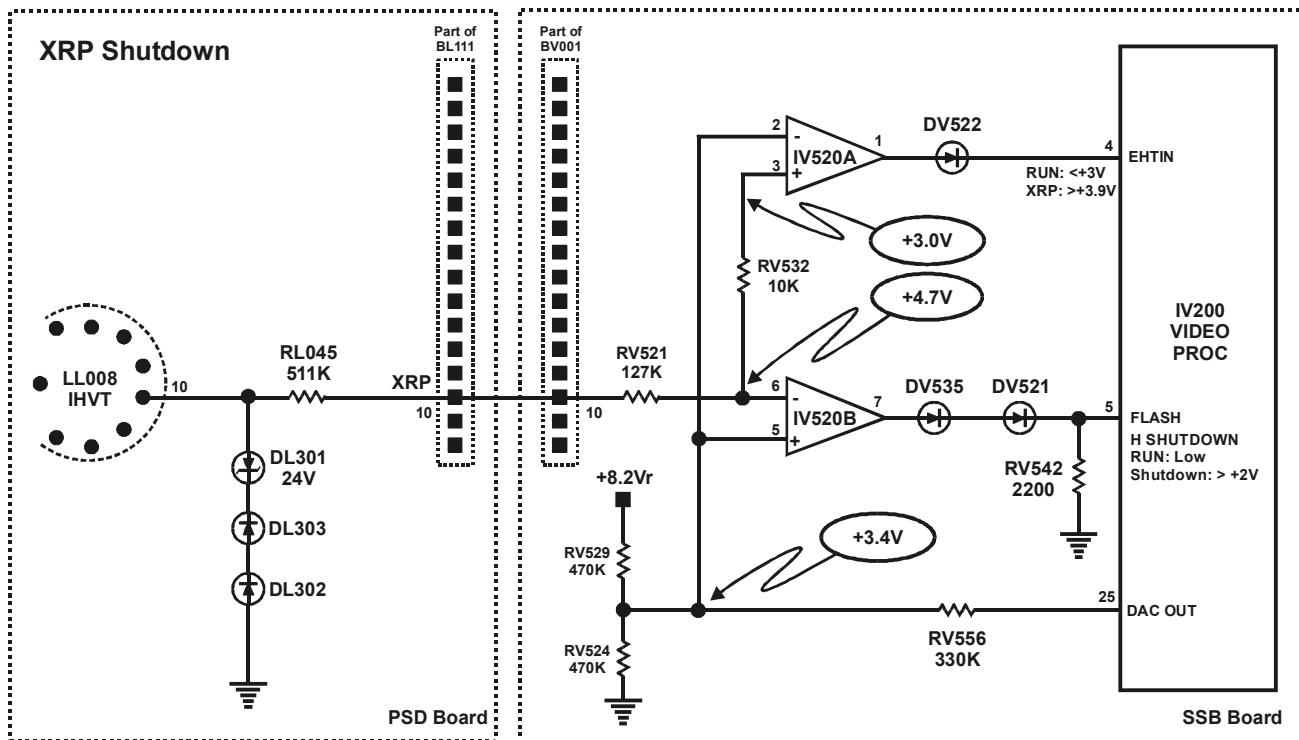 XRP Shutdown
Part of
BL111
Part of
BV001
LL008
IHVT
10
RL045
511K
XRP
10
10
DL301
24V
DL303
DL302
PSD Board
RV521
127K
2
-
3
+
IV520A
1
DV522
4
EHTIN
RUN: <+3V
XRP: >+3.9V
+3.0V
RV532
10K
+4.7V
IV200
VIDEO
PROC
6
-
5
+
IV520B
7
DV535
DV521
5
FLASH
H SHUTDOWN
RUN: Low
Shutdown: > +2V
RV542
2200
+8.2Vr
RV529
470K
+3.4V
RV524
470K
RV556
330K
25
DAC OUT
SSB Board